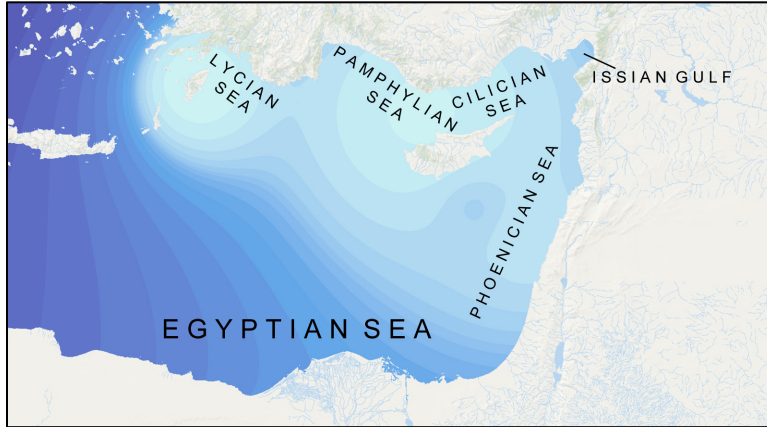 LYCIAN
SEA
PAMPHYLIAN
SEA
CILICIAN
SEA
ISSIAN GULF
PHOENICIAN SEA
EGYPTIAN SEA